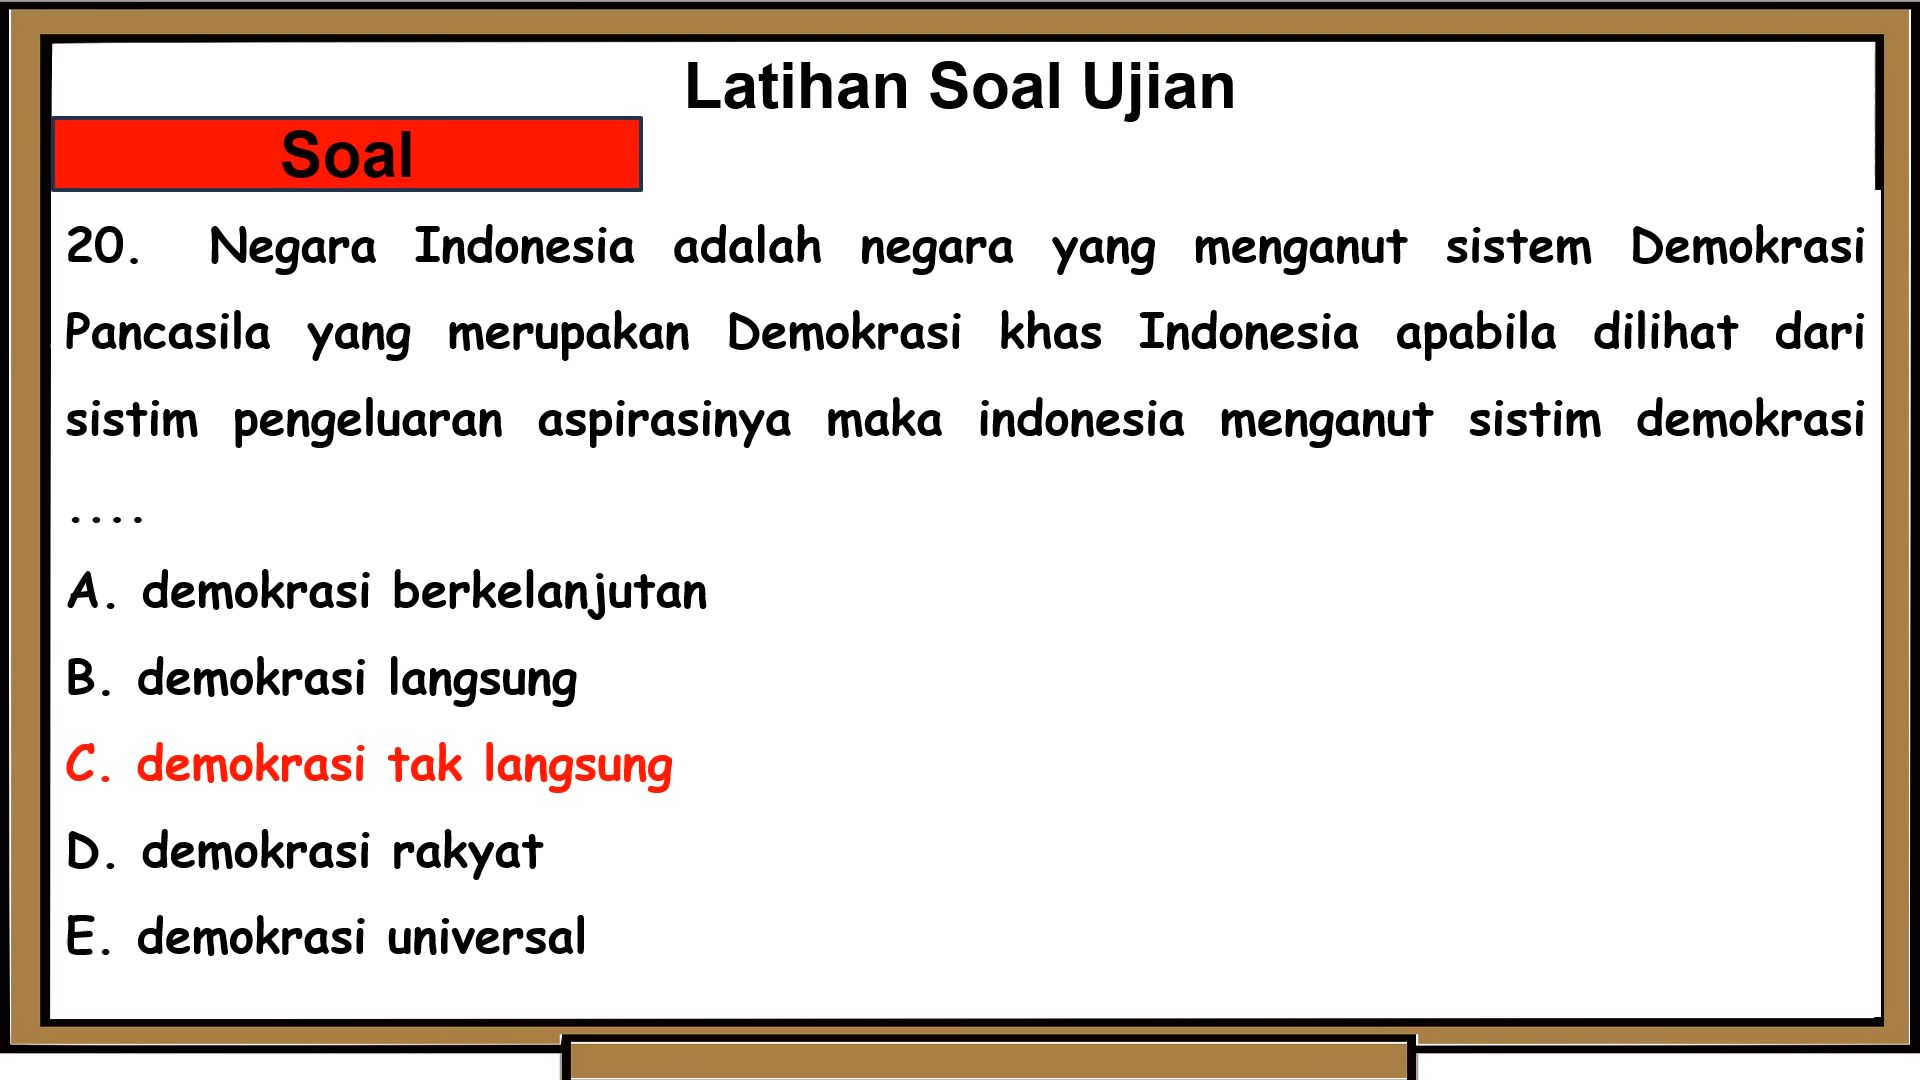 Latihan Soal Ujian
Soal
20. Negara Indonesia adalah negara yang menganut sistem Demokrasi
Pancasila yang merupakan Demokrasi khas Indonesia apabila dilihat dari
sistim pengeluaran aspirasinya maka indonesia menganut sistim demokrasi
....
A. demokrasi berkelanjutan
B. demokrasi langsung
C. demokrasi tak langsung
D. demokrasi rakyat
E. demokrasi universal